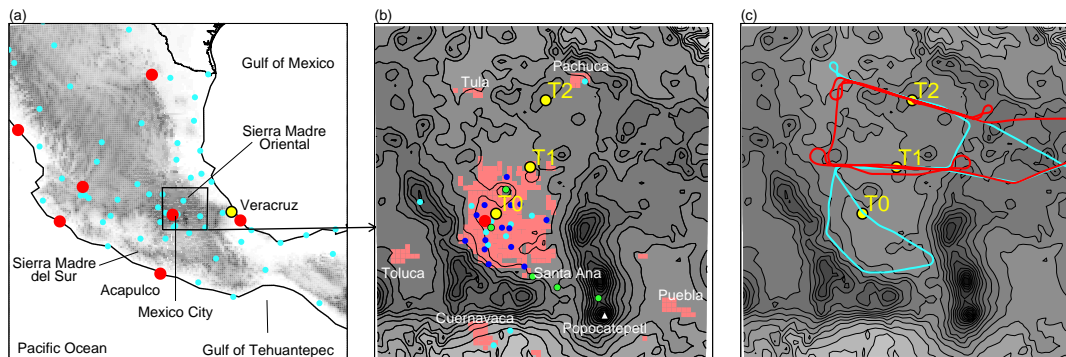 (a)
Gulf of Mexico
Sierra Madre
Oriental
Veracruz
Sierra Madre
del Sur
Acapulco
Mexico City
Pacific Ocean
Gulf of Tehuantepec
(b)
Pachuca
Tula
T2
T1
T0
Toluca
Santa Ana
Puebla
Cuernavaca
Popocatepetl
(c)
T2
T1
T0